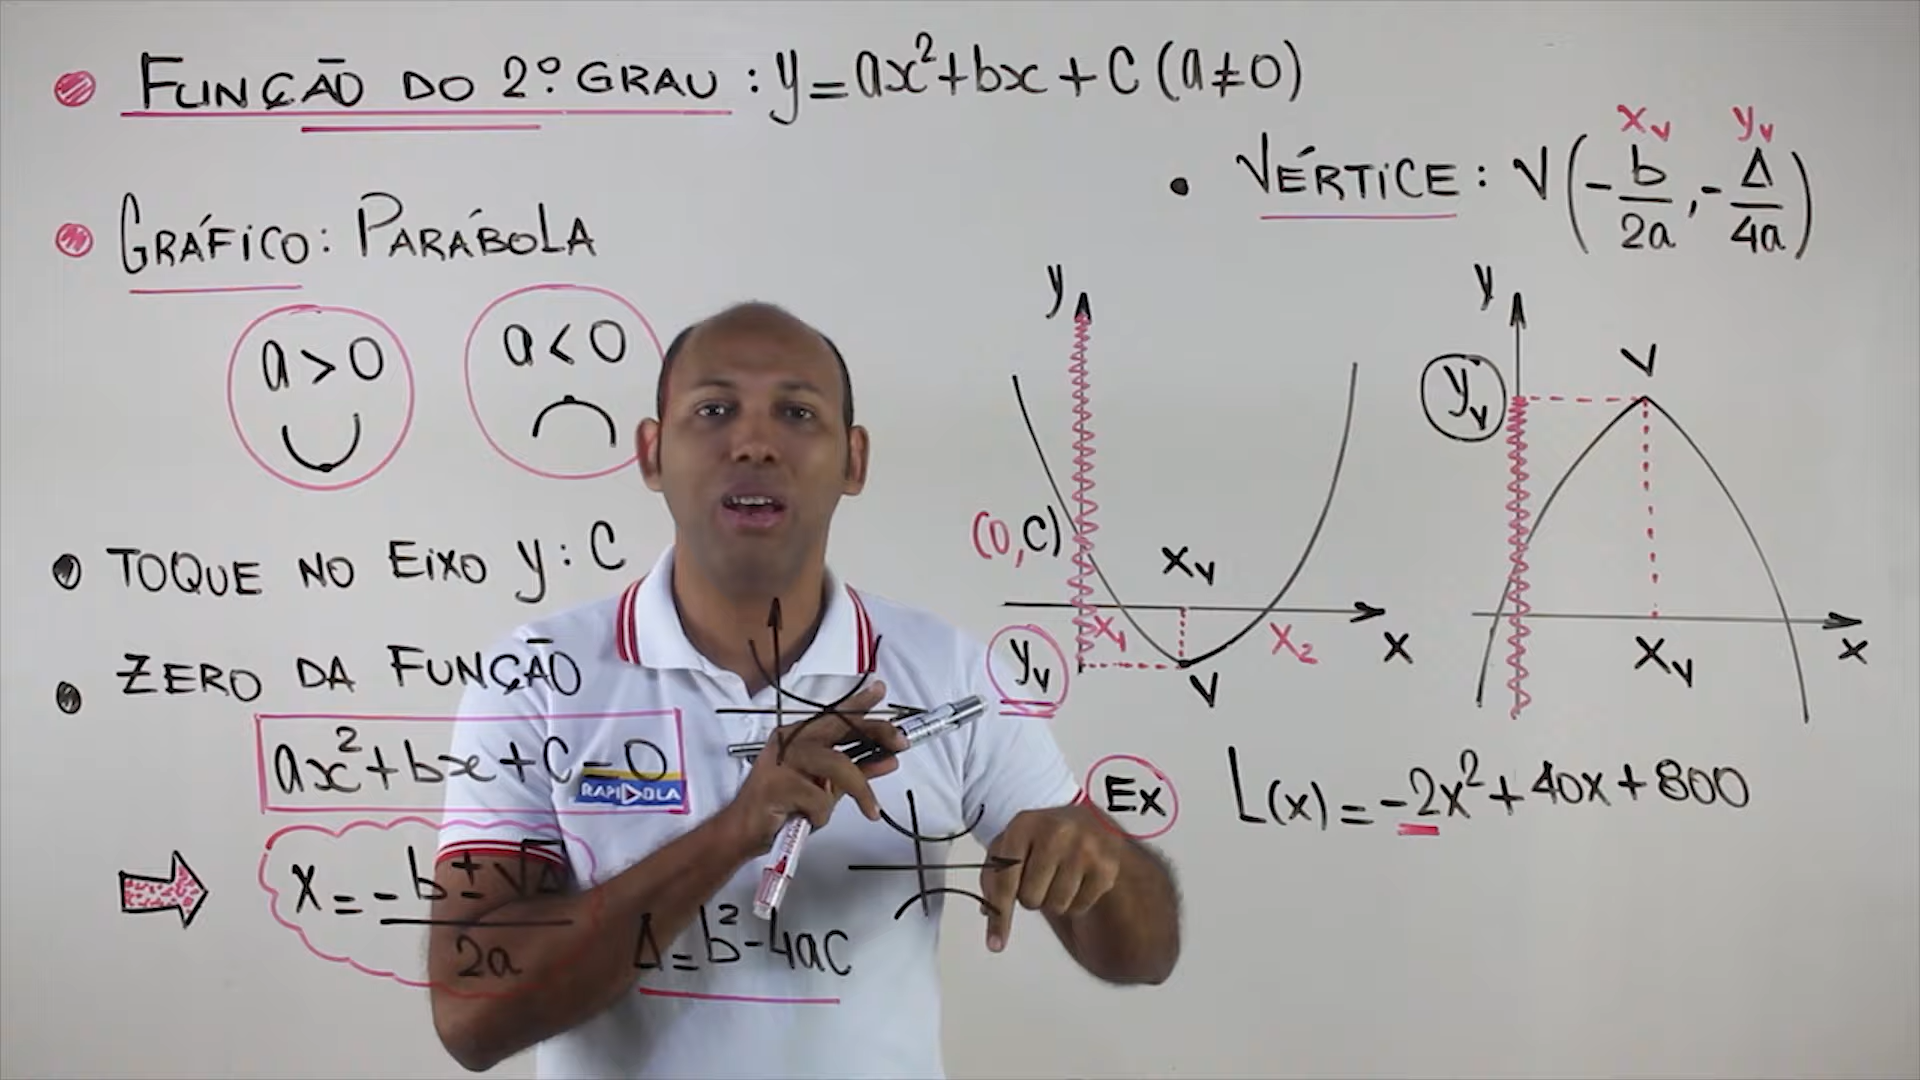 FUNÇÃO DO 2º GRAU : y = ax² + bx + C (a ≠ 0)
GRÁFICO: PARÁBOLA
a > 0
a < 0
TOQUE NO EIXO y : C
ZERO DA FUNÇÃO
ax² + bx + C = 0
RAPIDOLA
x = -b ± √Δ
2a
Δ = b² - 4ac
xv yv
• VÉRTICE: V (-b/2a, -Δ/4a)
y
(0, C)
xv
x₁
x₂
x
yv
V
y
V
yv
xv
x
Ex L(x) = -2x² + 40x + 800